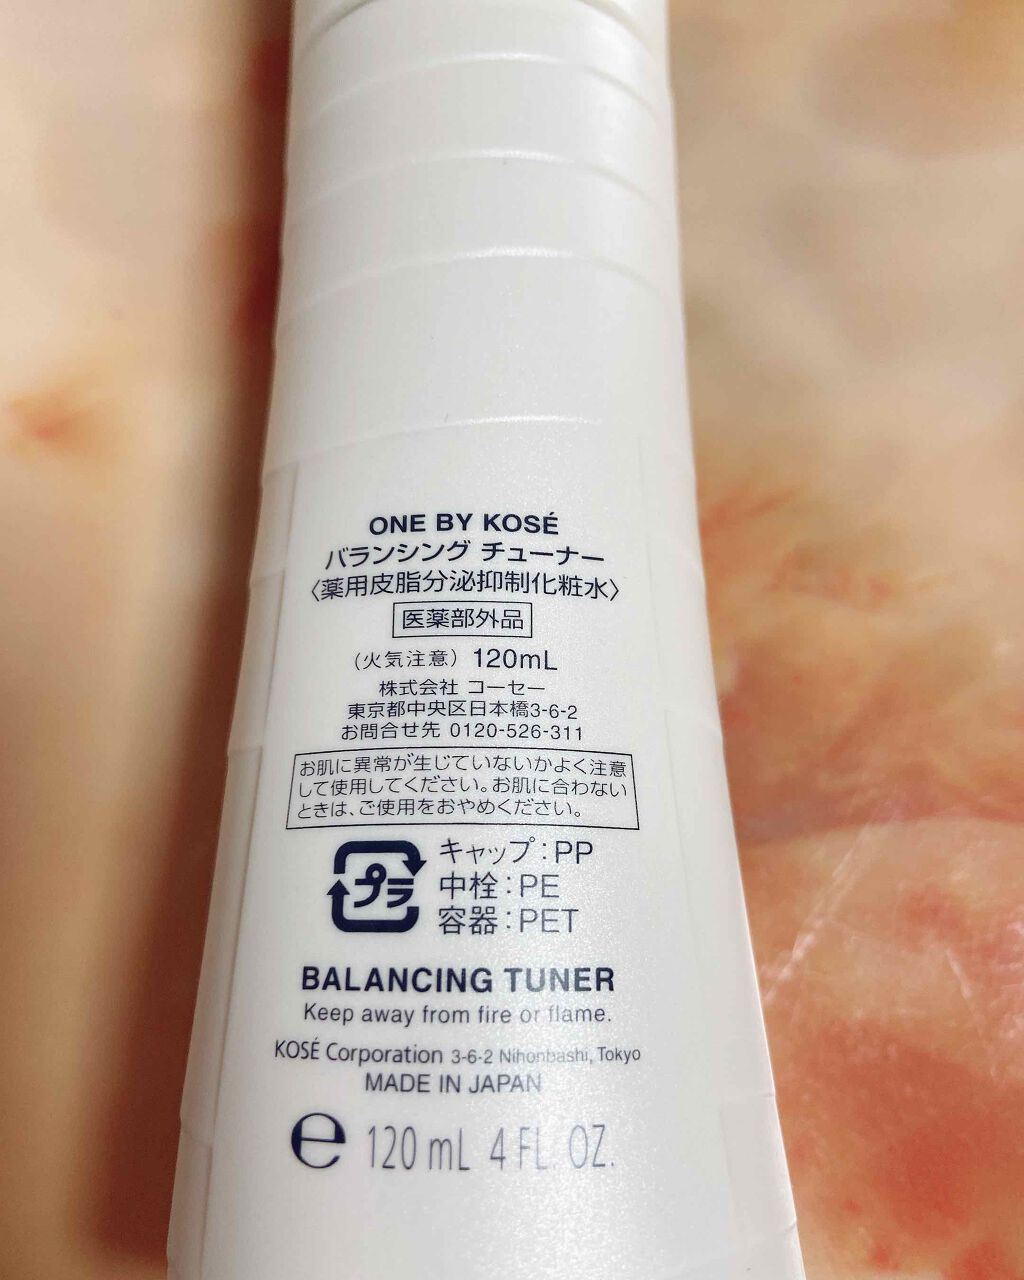 ONE BY KOSÉ
バランシング チューナー
〈薬用皮脂分泌抑制化粧水〉
医薬部外品
(火気注意) 120mL
株式会社 コーセー
東京都中央区日本橋3-6-2
お問合せ先 0120-526-311
お肌に異常が生じていないかよく注意
して使用してください。お肌に合わない
ときは、ご使用をおやめください。
プラ
キャップ:PP
中栓:PE
容器:PET
BALANCING TUNER
Keep away from fire or flame.
KOSÉ Corporation 3-6-2 Nihonbashi, Tokyo
MADE IN JAPAN
℮ 120 mL 4 FL. OZ.